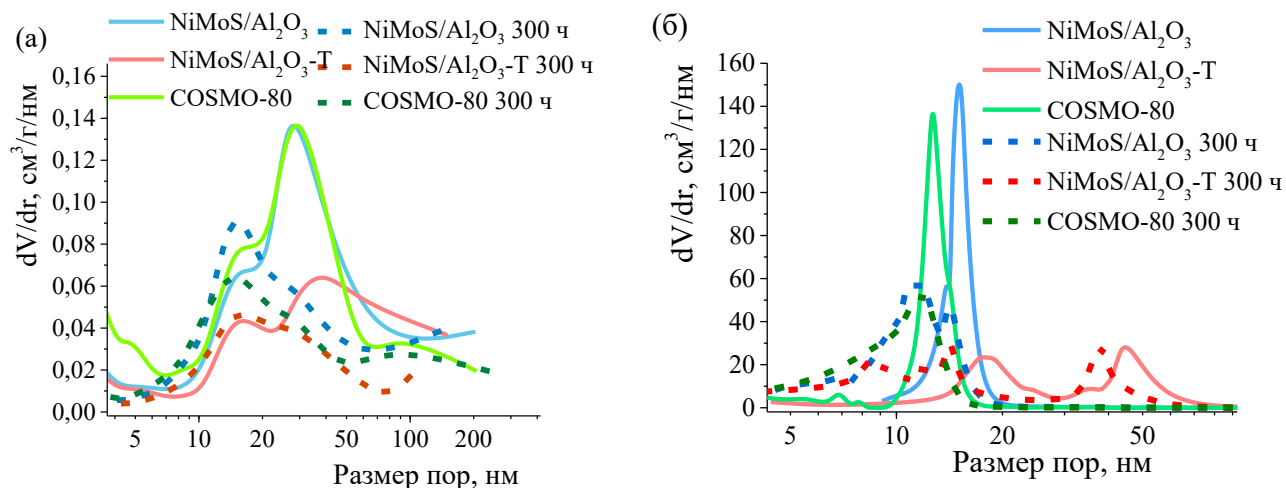 (а)
NiMoS/Al₂O₃
NiMoS/Al₂O₃-T
COSMO-80
NiMoS/Al₂O₃ 300 ч
NiMoS/Al₂O₃-T 300 ч
COSMO-80 300 ч
dV/dr, см³/г/нм
0,16
0,14
0,12
0,10
0,08
0,06
0,04
0,02
0,00
5 10 20 50 100 200
Размер пор, нм
(б)
NiMoS/Al₂O₃
NiMoS/Al₂O₃-T
COSMO-80
NiMoS/Al₂O₃ 300 ч
NiMoS/Al₂O₃-T 300 ч
COSMO-80 300 ч
dV/dr, см³/г/нм
160
140
120
100
80
60
40
20
0
5 10 20 50
Размер пор, нм